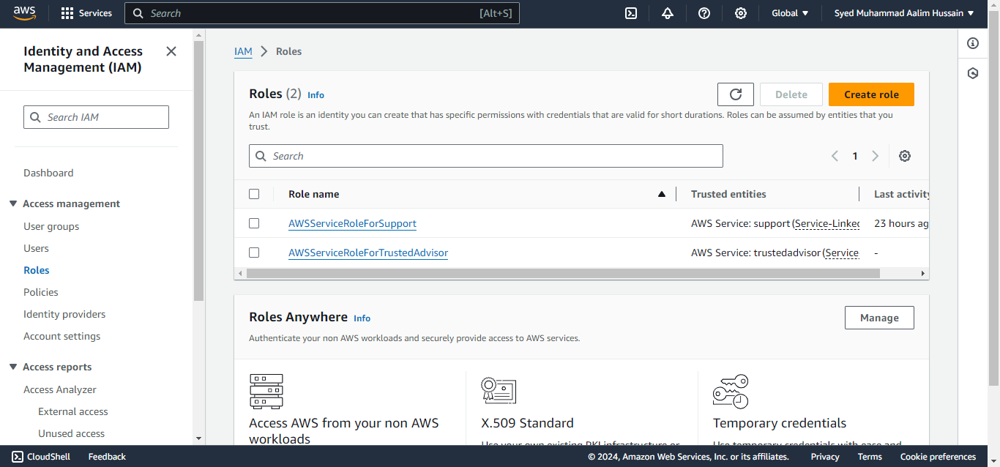 aws
Services
Search
[Alt+S]
Global
Syed Muhammad Aalim Hussain
Identity and Access
Management (IAM)
Search IAM
Dashboard
Access management
User groups
Users
Roles
Policies
Identity providers
Account settings
Access reports
Access Analyzer
External access
Unused access
IAM
Roles
Roles (2) Info
Delete
Create role
An IAM role is an identity you can create that has specific permissions with credentials that are valid for short durations. Roles can be assumed by entities that you
trust.
Search
1
Role name
Trusted entities
Last activity
AWSServiceRoleForSupport
AWS Service: support (Service-Linked
23 hours ag
AWSServiceRoleForTrustedAdvisor
AWS Service: trustedadvisor (Service
-
Roles Anywhere Info
Manage
Authenticate your non AWS workloads and securely provide access to AWS services.
Access AWS from your non AWS
workloads
X.509 Standard
Use your own existing PKI infrastructure or
Temporary credentials
Use temporary credentials with ease and
CloudShell
Feedback
© 2024, Amazon Web Services, Inc. or its affiliates.
Privacy
Terms
Cookie preferences